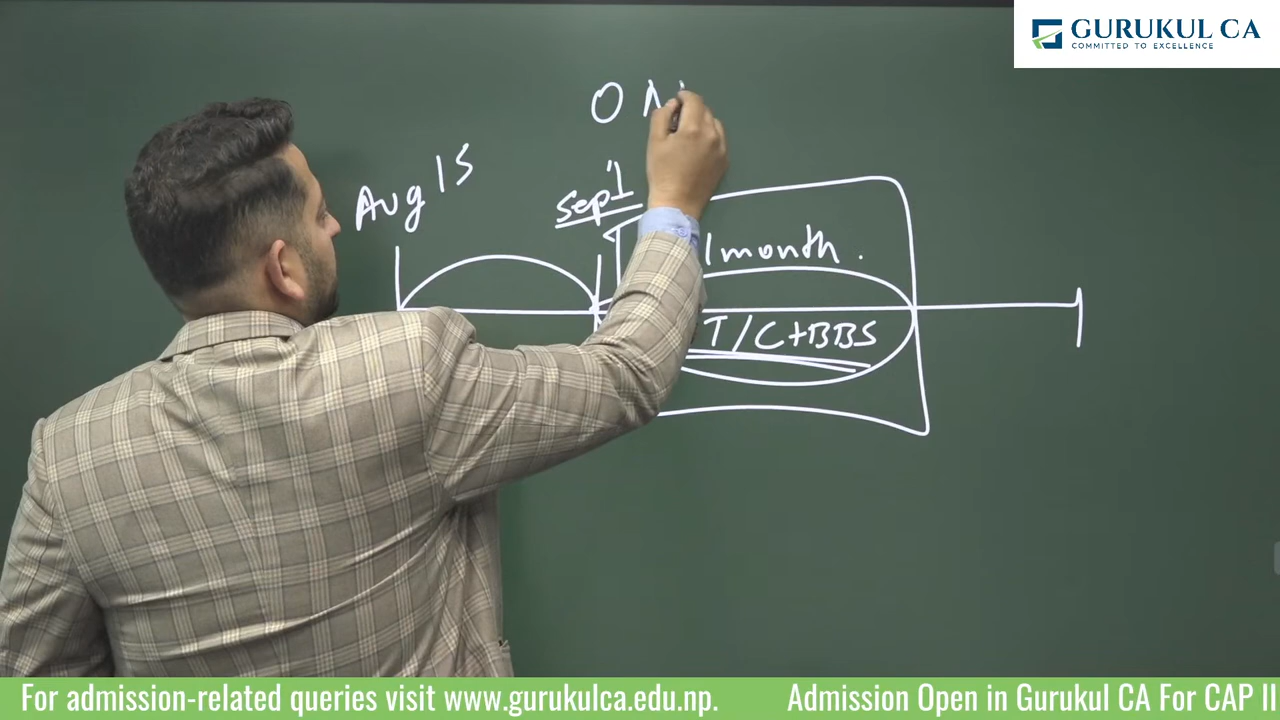 GURUKUL CA
COMMITTED TO EXCELLENCE
O
Aug 15
Sep'1
1 month.
T/C+BBS
For admission-related queries visit www.gurukulca.edu.np.
Admission Open in Gurukul CA For CAP II